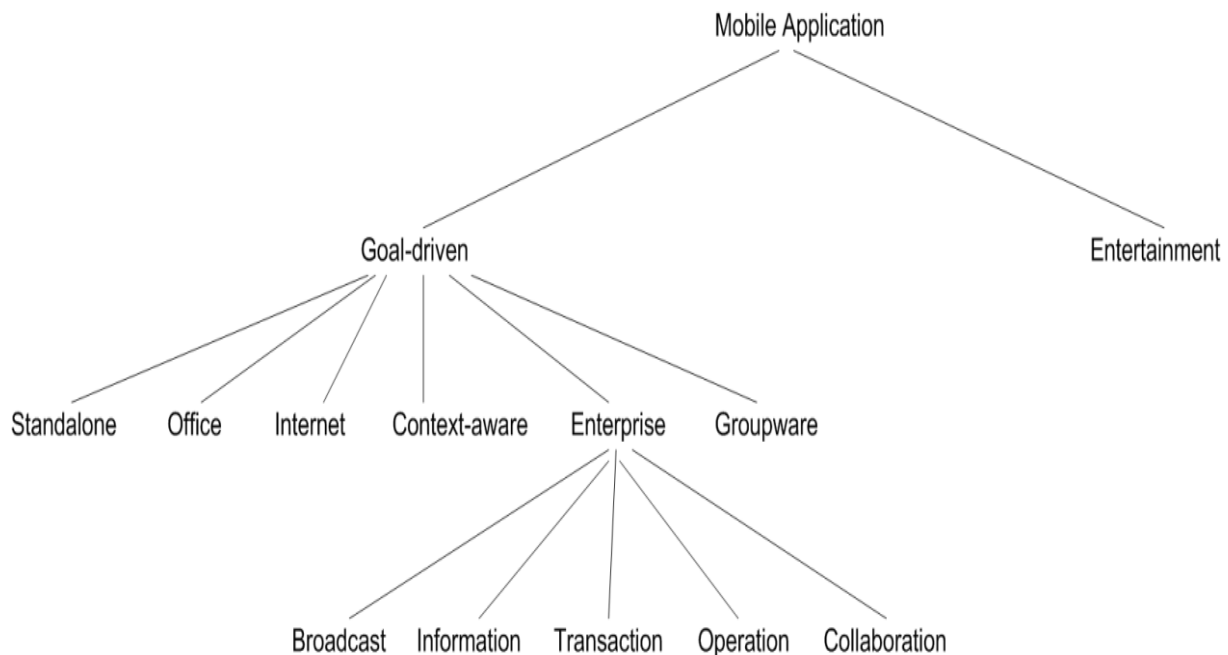 Mobile Application
Goal-driven Entertainment
Standalone Office Internet Context-aware Enterprise Groupware
Broadcast Information Transaction Operation Collaboration